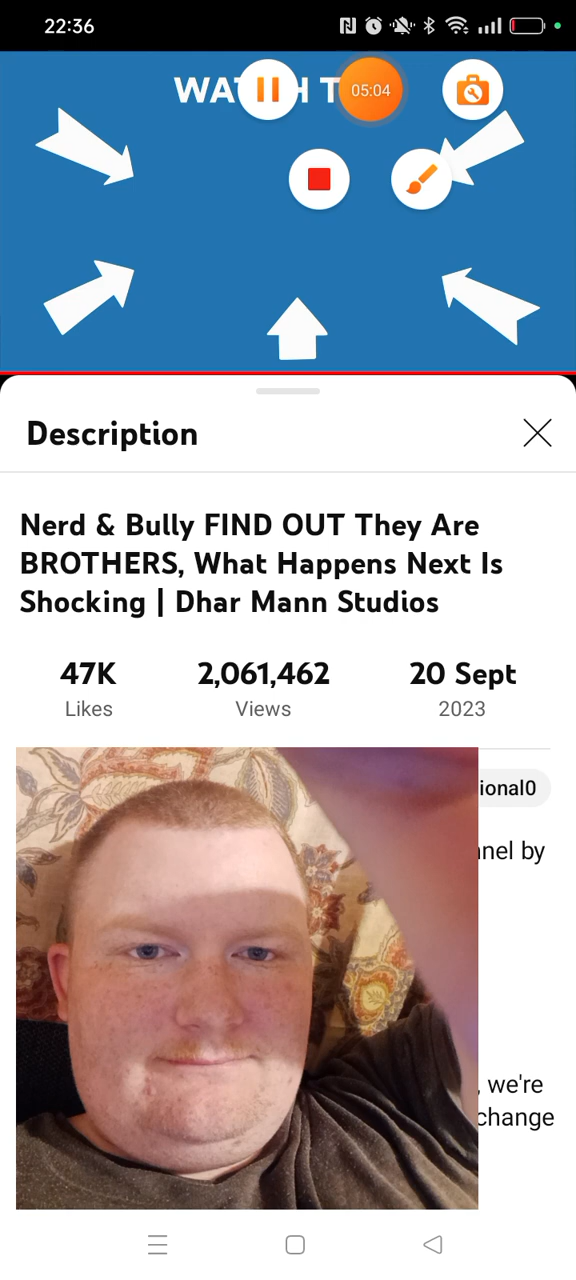 22:36
05:04
Description
Nerd & Bully FIND OUT They Are
BROTHERS, What Happens Next Is
Shocking | Dhar Mann Studios
47K 2,061,462 20 Sept
Likes Views 2023
ional0
nel by
, we're
change